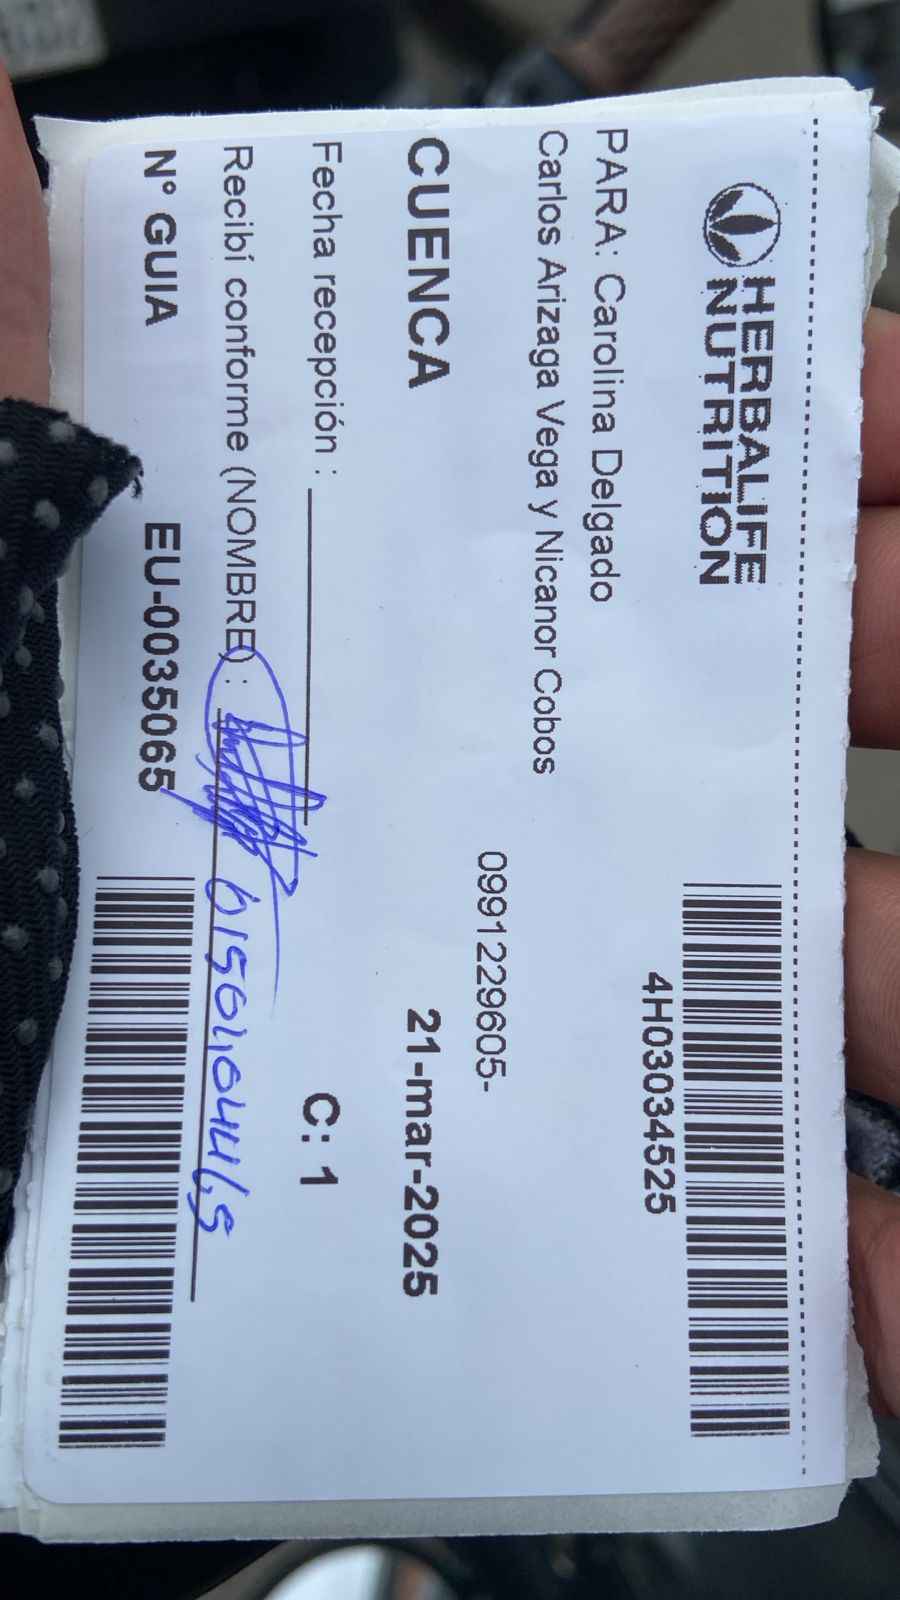 HERBALIFE
NUTRITION
4H03034525
PARA: Carolina Delgado
Carlos Arizaga Vega y Nicanor Cobos
0991229605-
CUENCA
21-mar-2025
Fecha recepción :
C: 1
Recibí conforme (NOMBRE) :
N° GUIA
EU-0035065